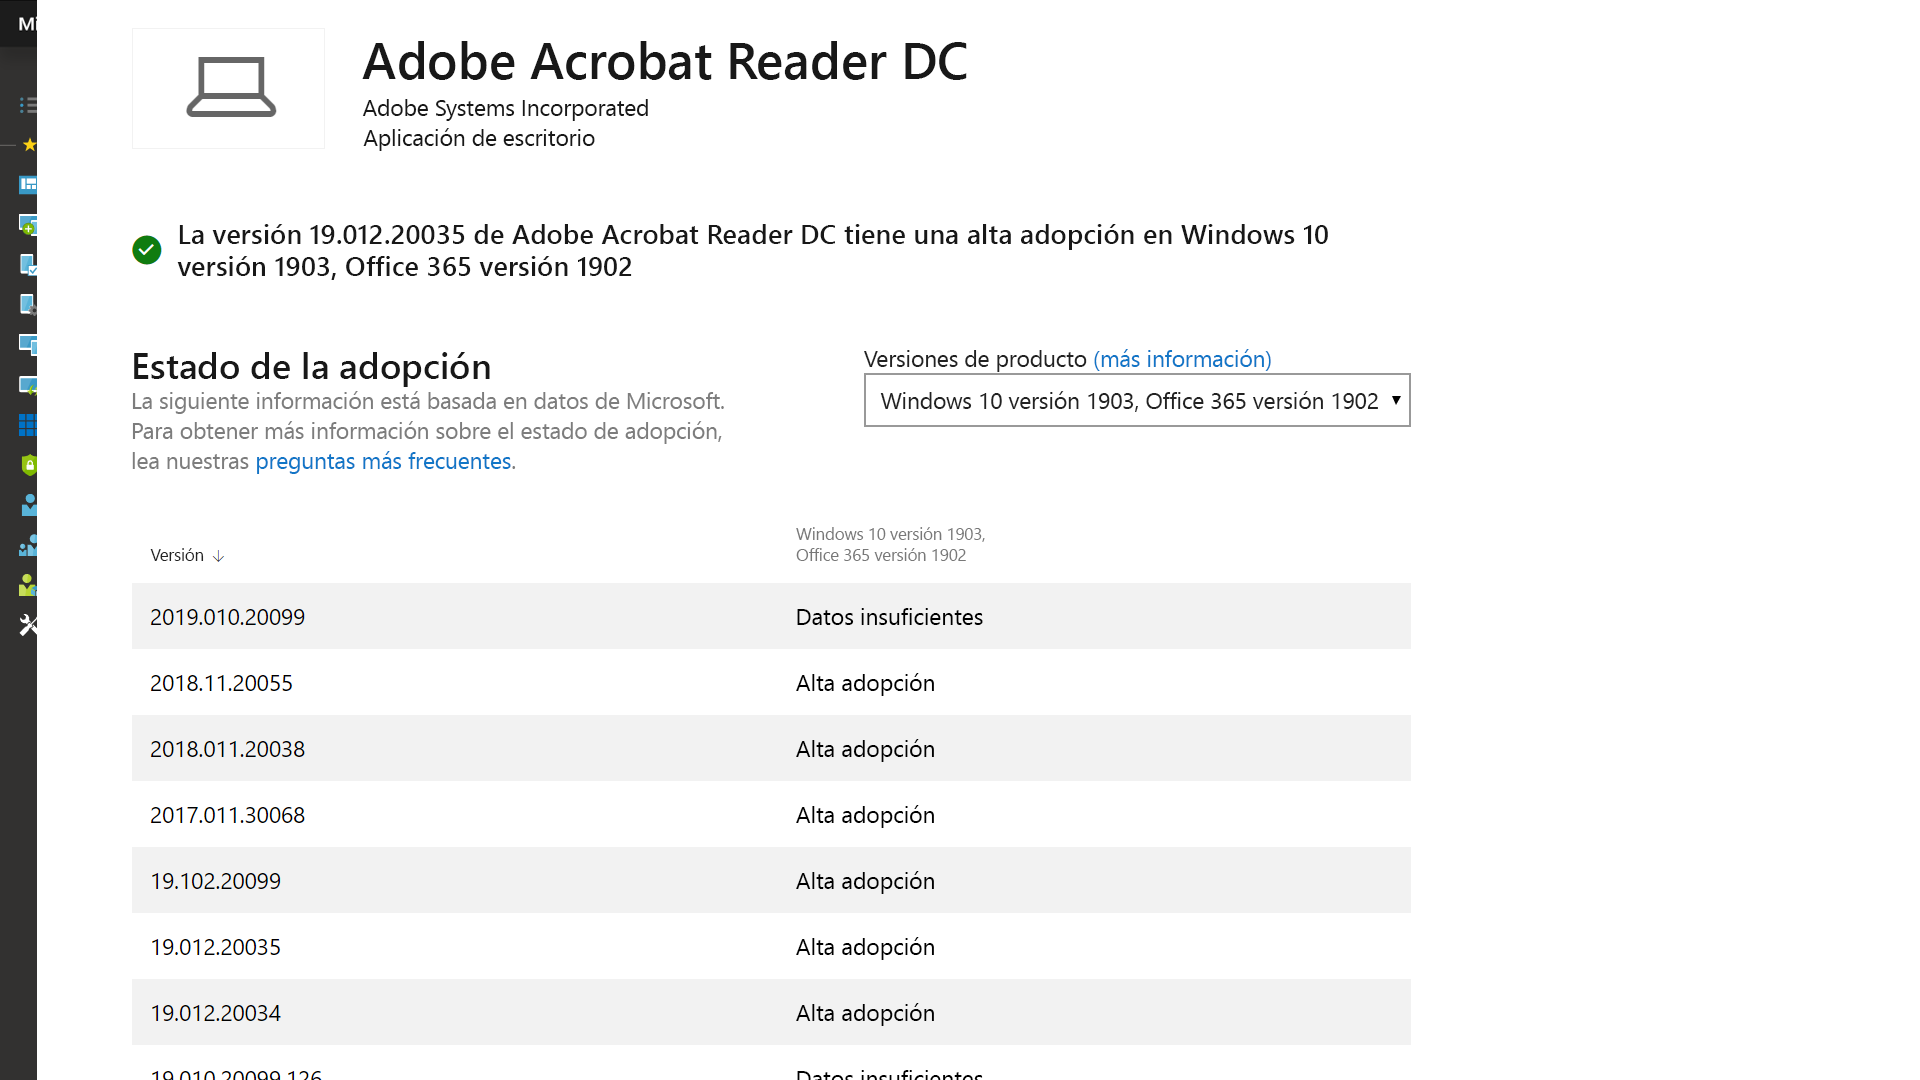 Mi
Adobe Acrobat Reader DC
Adobe Systems Incorporated
Aplicación de escritorio
La versión 19.012.20035 de Adobe Acrobat Reader DC tiene una alta adopción en Windows 10
versión 1903, Office 365 versión 1902
Estado de la adopción
La siguiente información está basada en datos de Microsoft.
Para obtener más información sobre el estado de adopción,
lea nuestras preguntas más frecuentes.
Versiones de producto (más información)
Windows 10 versión 1903, Office 365 versión 1902
Versión
Windows 10 versión 1903,
Office 365 versión 1902
2019.010.20099 Datos insuficientes
2018.11.20055 Alta adopción
2018.011.20038 Alta adopción
2017.011.30068 Alta adopción
19.102.20099 Alta adopción
19.012.20035 Alta adopción
19.012.20034 Alta adopción
19.010.20099.126 Datos insuficientes